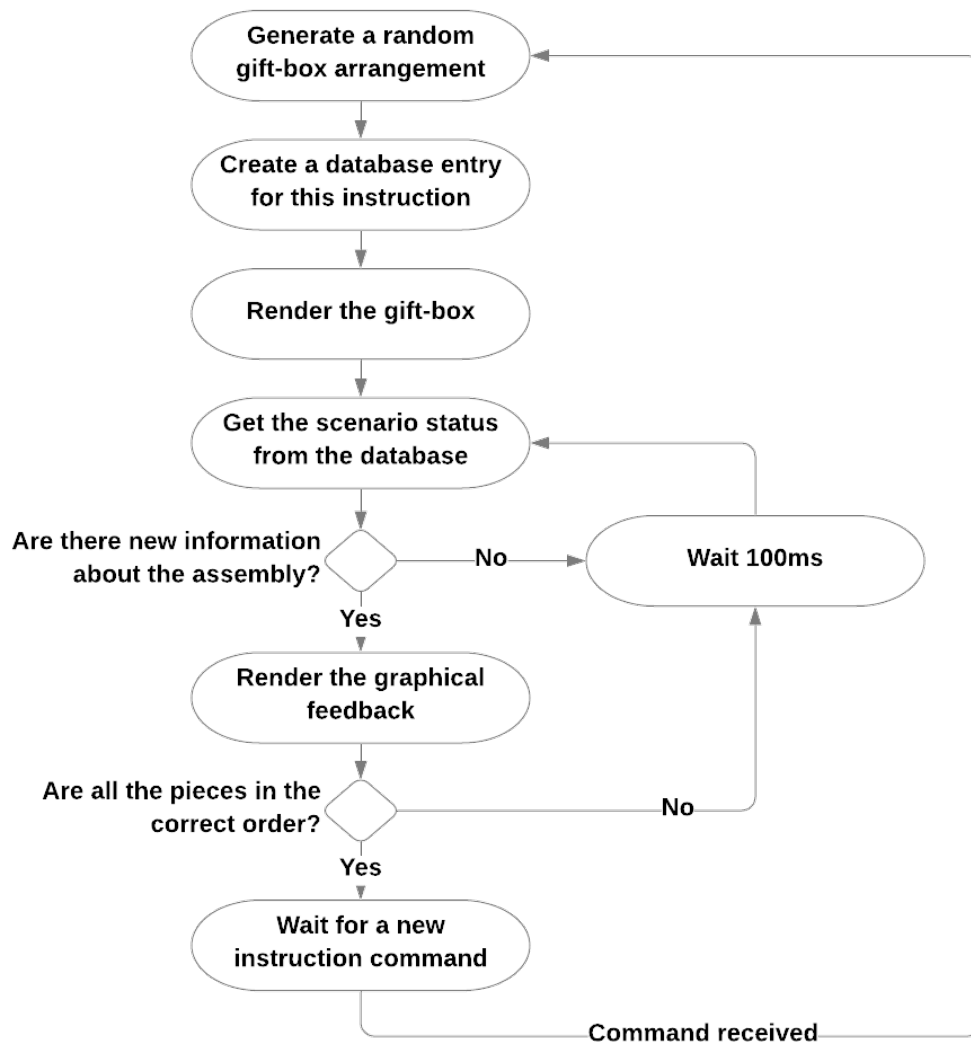 Generate a random
gift-box arrangement
Create a database entry
for this instruction
Render the gift-box
Get the scenario status
from the database
Are there new information
about the assembly?
No
Wait 100ms
Yes
Render the graphical
feedback
Are all the pieces in the
correct order?
No
Yes
Wait for a new
instruction command
Command received